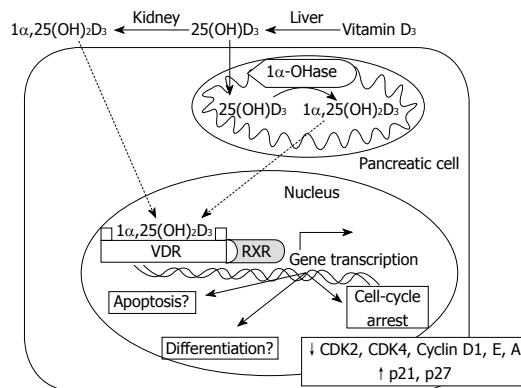 Kidney Liver
1α,25(OH)₂D₃ 25(OH)D₃ Vitamin D₃
1α-OHase
25(OH)D₃ 1α,25(OH)₂D₃
Pancreatic cell
Nucleus
1α,25(OH)₂D₃
VDR RXR
Gene transcription
Apoptosis?
Cell-cycle
arrest
Differentiation?
↓ CDK2, CDK4, Cyclin D1, E, A
↑ p21, p27